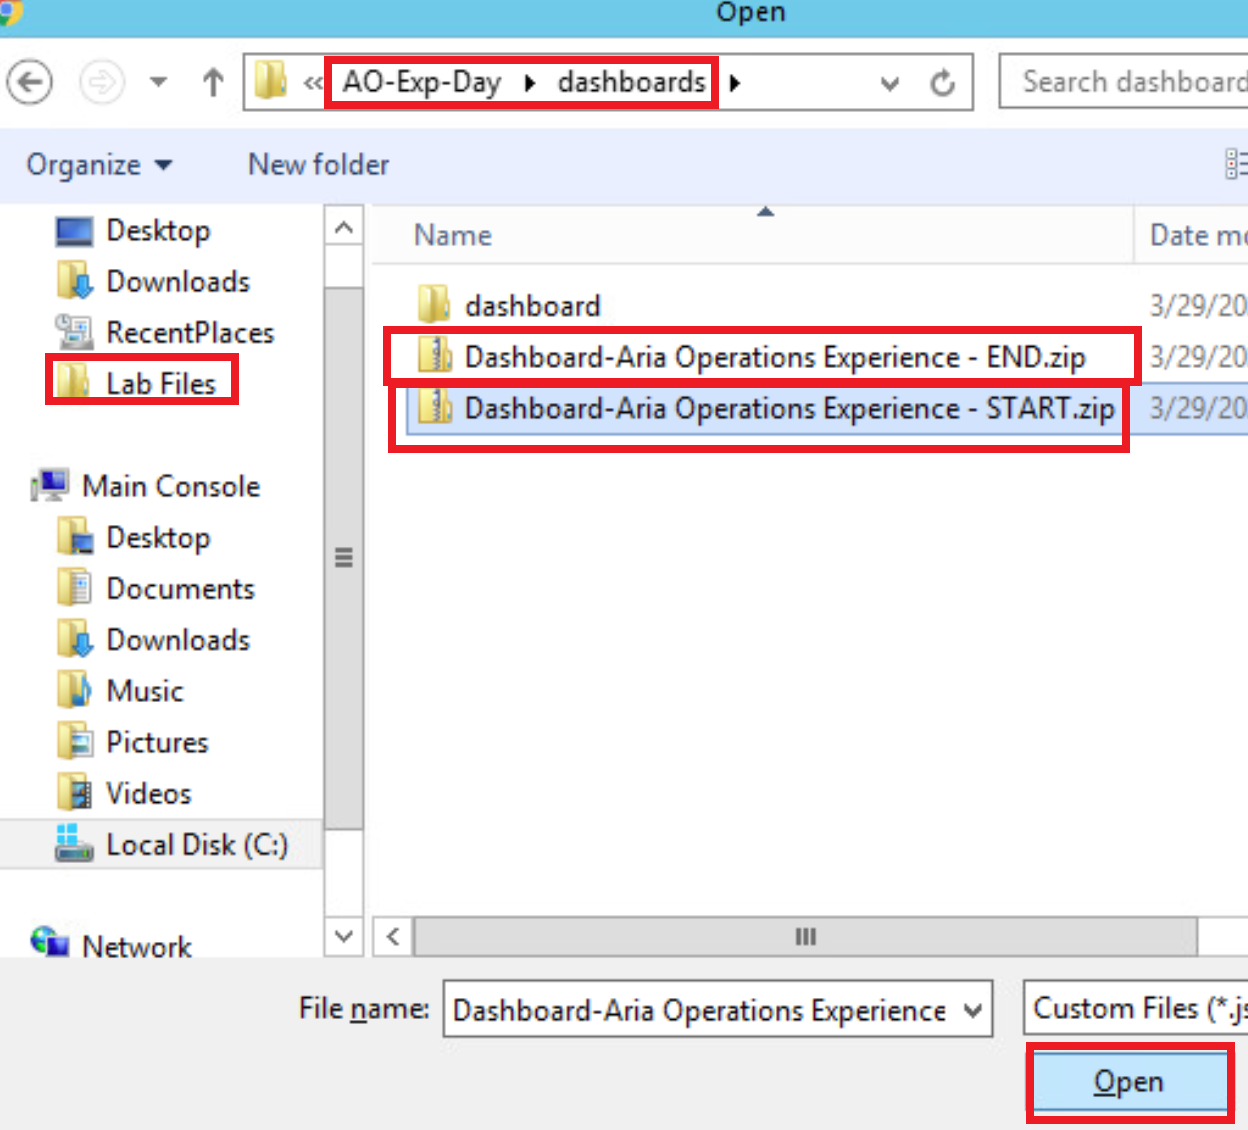 Open
« AO-Exp-Day dashboards
Search dashboard
Organize New folder
Name Date mo
Desktop
Downloads
RecentPlaces
Lab Files
Main Console
Desktop
Documents
Downloads
Music
Pictures
Videos
Local Disk (C:)
Network
dashboard 3/29/20
Dashboard-Aria Operations Experience - END.zip 3/29/20
Dashboard-Aria Operations Experience - START.zip 3/29/20
File name: Dashboard-Aria Operations Experience
Custom Files (*.js
Open